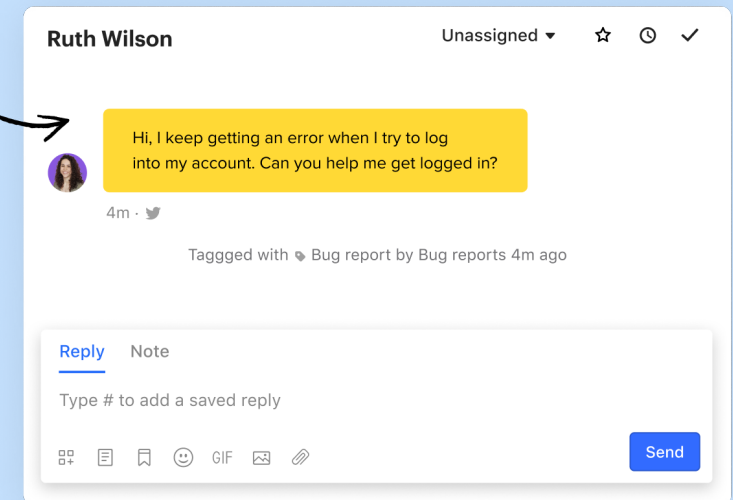 Ruth Wilson
Unassigned
Hi, I keep getting an error when I try to log
into my account. Can you help me get logged in?
4m ·
Taggged with Bug report by Bug reports 4m ago
Reply Note
Type # to add a saved reply
GIF
Send